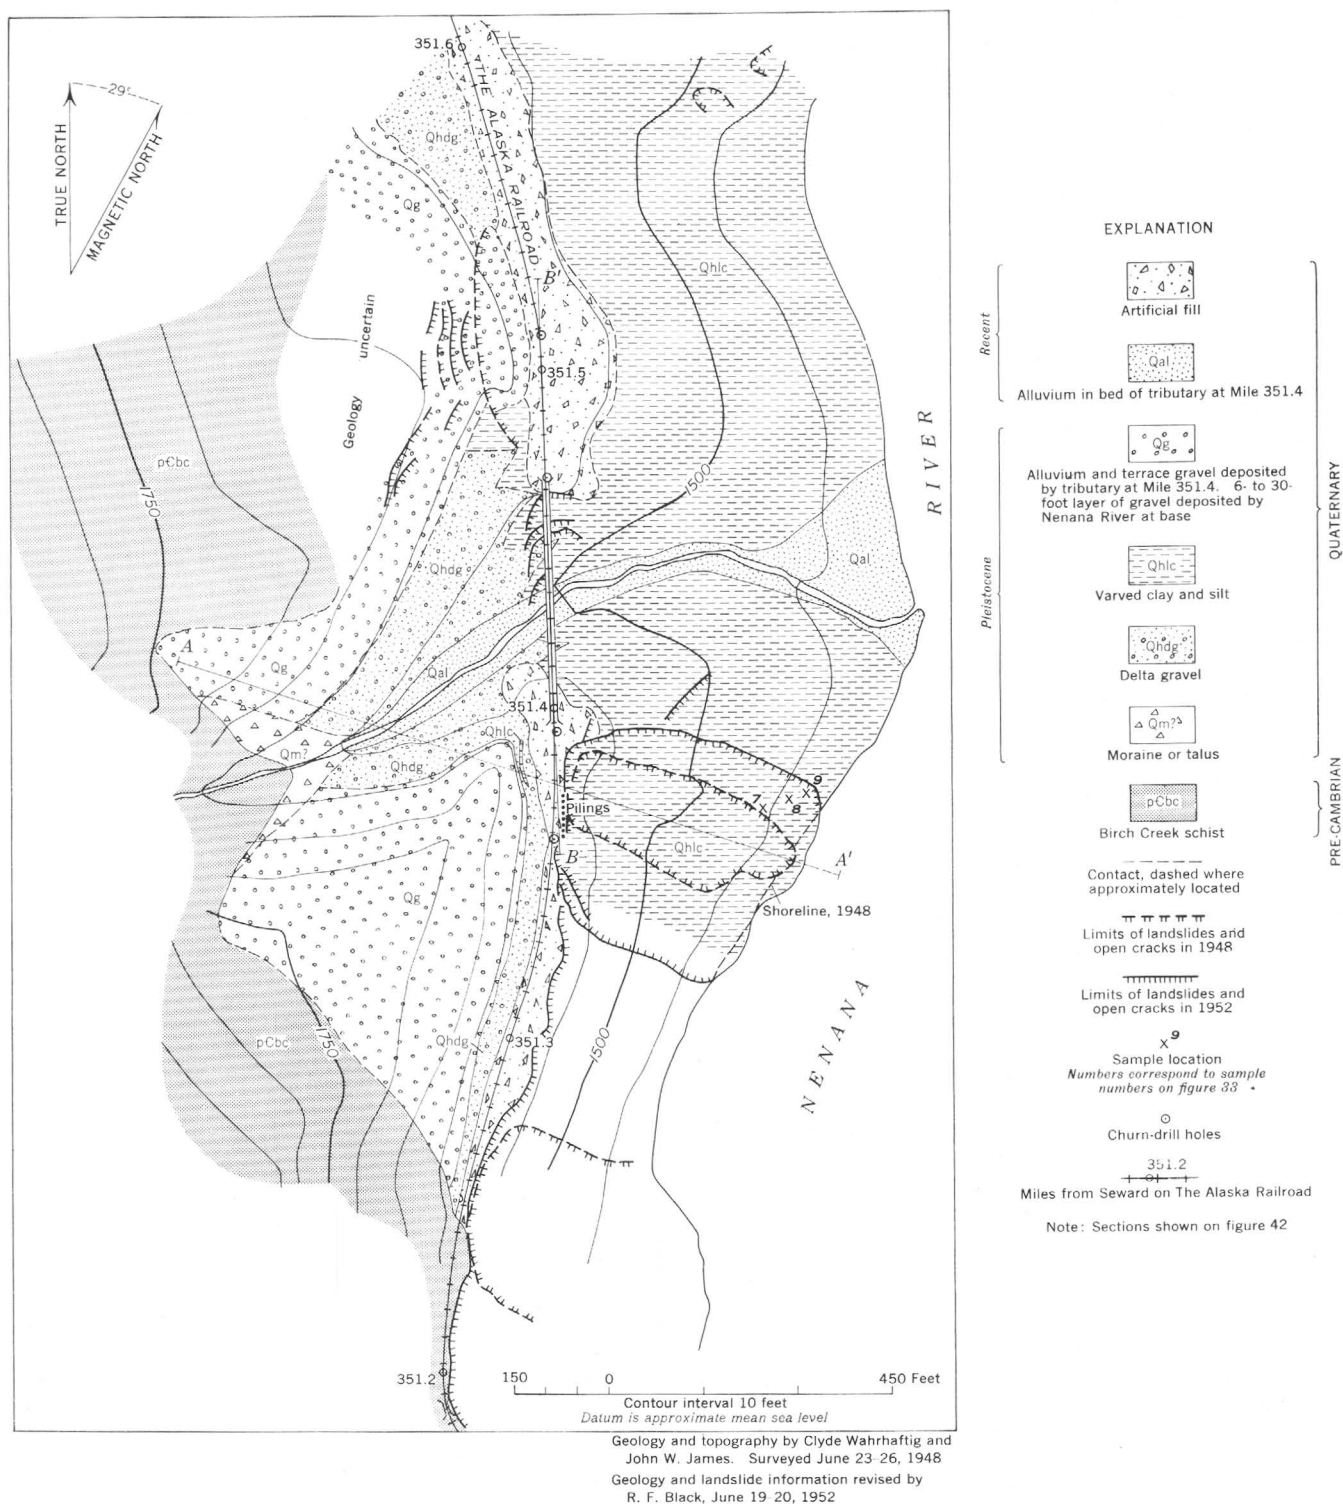 351.6
THE ALASKA RAILROAD
29°
TRUE NORTH
MAGNETIC NORTH
Qhdg
Qg
B'
Qhlc
Geology uncertain
351.5
p€bc
1750
1500
RIVER
Qal
Qhdg
A
Qg
Qal
351.4
Qhlc
Qm?
Qhdg
7
8
9
Pilings
Qhlc
B
A'
Qg
Shoreline, 1948
p€bc
1750
Qhdg
351.3
1500
NENANA
351.2
150 0 450 Feet
Contour interval 10 feet
Datum is approximate mean sea level
Geology and topography by Clyde Wahrhaftig and
John W. James. Surveyed June 23-26, 1948
Geology and landslide information revised by
R. F. Black, June 19-20, 1952
EXPLANATION
Artificial fill
Qal
Alluvium in bed of tributary at Mile 351.4
Recent
Qg
Alluvium and terrace gravel deposited
by tributary at Mile 351.4. 6- to 30-
foot layer of gravel deposited by
Nenana River at base
Qhlc
Varved clay and silt
Qhdg
Delta gravel
Qm?
Moraine or talus
Pleistocene
QUATERNARY
p€bc
Birch Creek schist
PRE-CAMBRIAN
Contact, dashed where
approximately located
Limits of landslides and
open cracks in 1948
Limits of landslides and
open cracks in 1952
x9
Sample location
Numbers correspond to sample
numbers on figure 33
Churn-drill holes
351.2
Miles from Seward on The Alaska Railroad
Note: Sections shown on figure 42